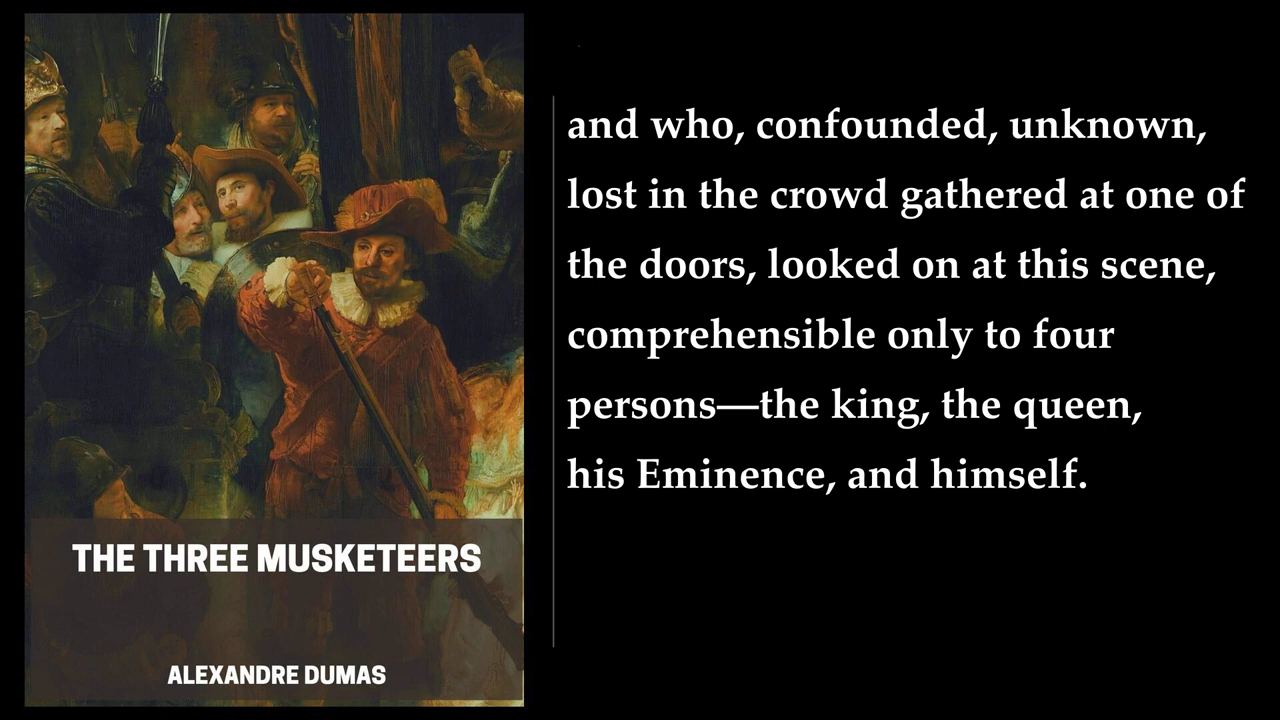 THE THREE MUSKETEERS
ALEXANDRE DUMAS
and who, confounded, unknown,
lost in the crowd gathered at one of
the doors, looked on at this scene,
comprehensible only to four
persons—the king, the queen,
his Eminence, and himself.